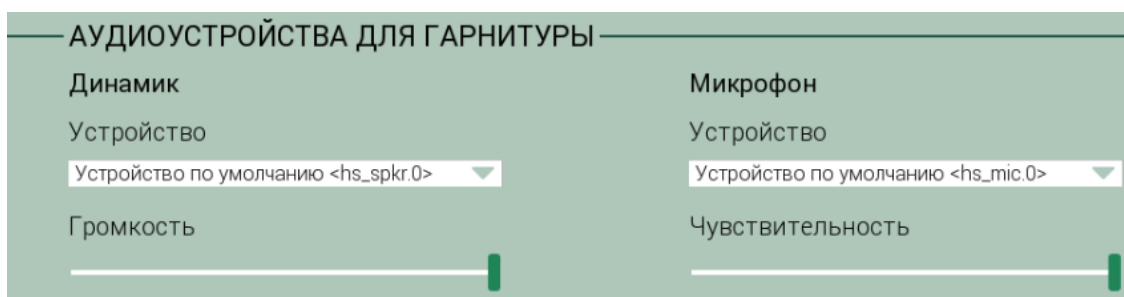 АУДИОУСТРОЙСТВА ДЛЯ ГАРНИТУРЫ
Динамик
Устройство
Устройство по умолчанию <hs_spkr.0>
Громкость
Микрофон
Устройство
Устройство по умолчанию <hs_mic.0>
Чувствительность